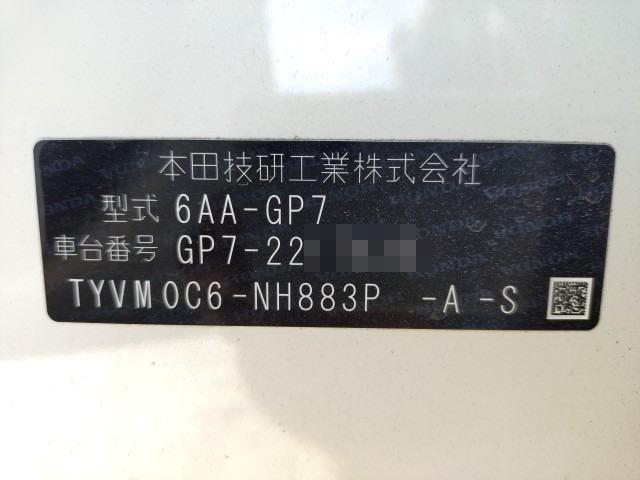 本田技研工業株式会社
型式 6AA-GP7
車台番号 GP7-22
TYVM0C6-NH883P -A -S